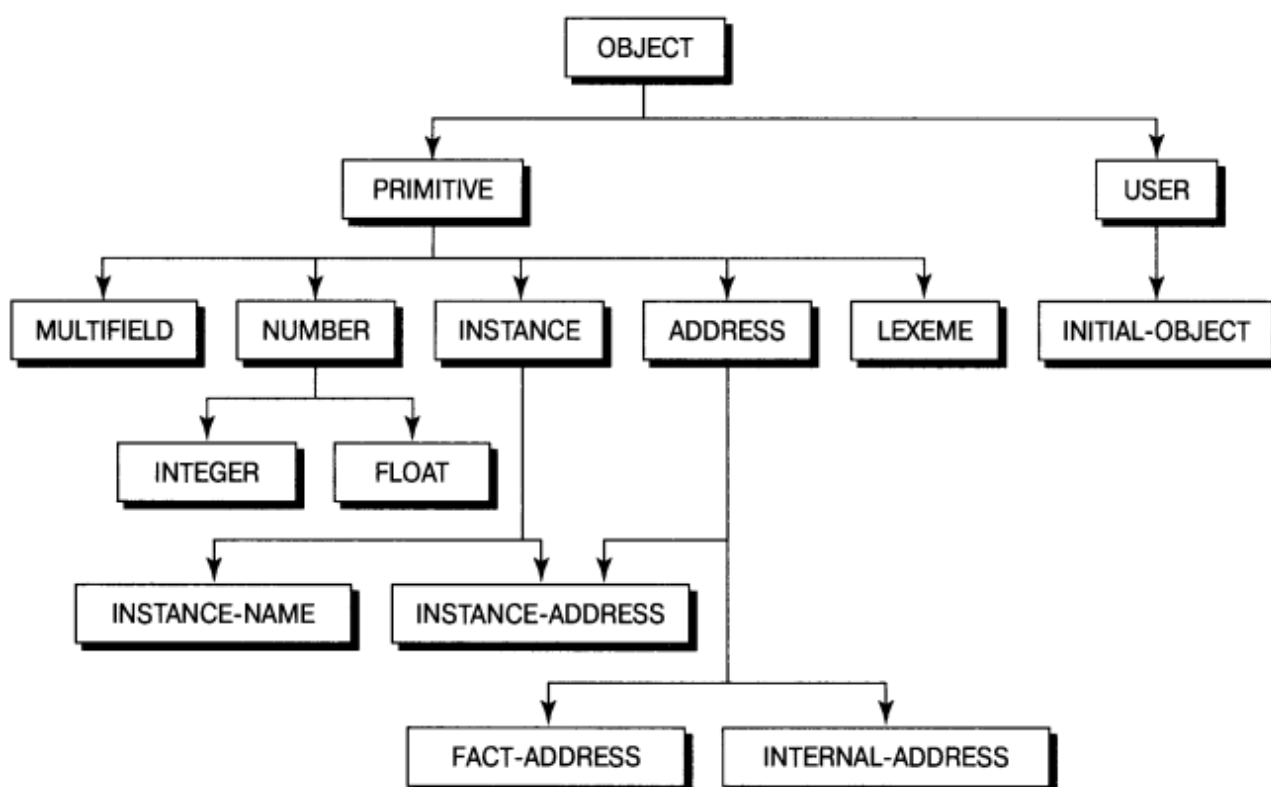 OBJECT
PRIMITIVE
USER
MULTIFIELD
NUMBER
INSTANCE
ADDRESS
LEXEME
INITIAL-OBJECT
INTEGER
FLOAT
INSTANCE-NAME
INSTANCE-ADDRESS
FACT-ADDRESS
INTERNAL-ADDRESS